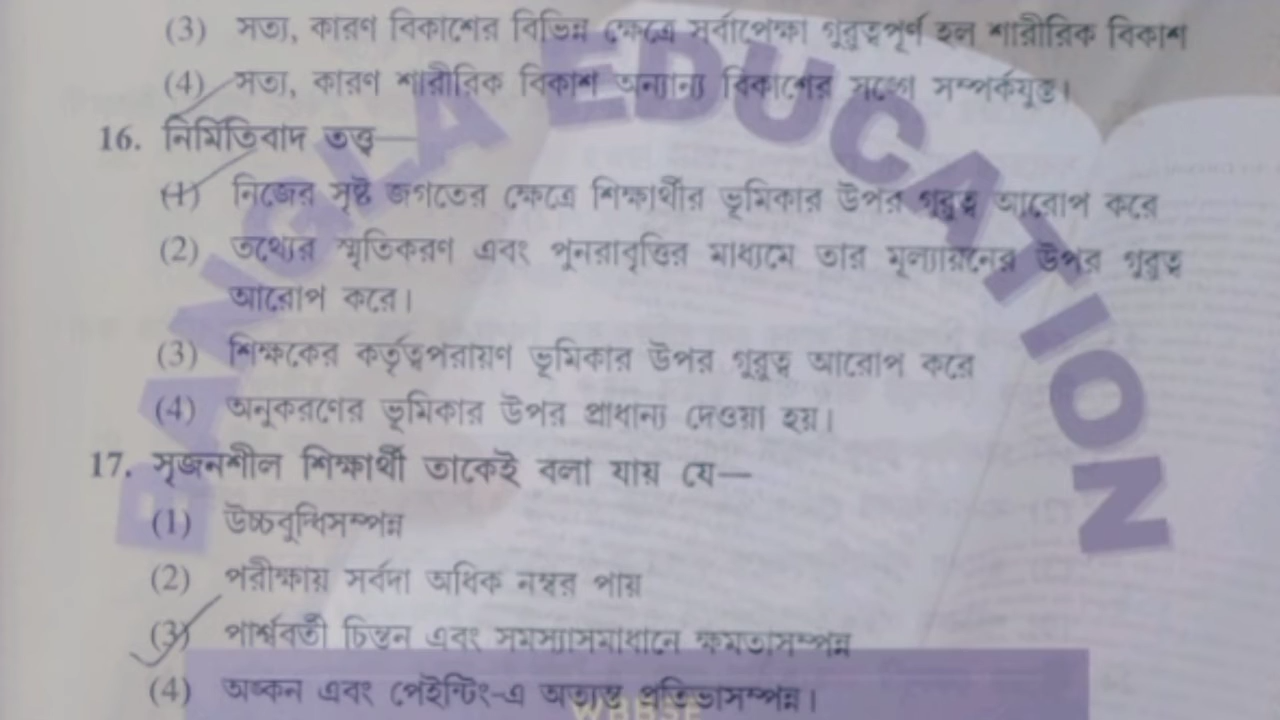 (3) সত্য, কারণ বিকাশের বিভিন্ন ক্ষেত্রে সর্বাপেক্ষা গুরুত্বপূর্ণ হল শারীরিক বিকাশ
(4) সত্য, কারণ শারীরিক বিকাশ অন্যান্য বিকাশের সঙ্গে সম্পর্কযুক্ত।
16. নির্মিতিবাদ তত্ত্ব—
(1) নিজের সৃষ্ট জগতের ক্ষেত্রে শিক্ষার্থীর ভূমিকার উপর গুরুত্ব আরোপ করে
(2) তথ্যের স্মৃতিকরণ এবং পুনরাবৃত্তির মাধ্যমে তার মূল্যায়নের উপর গুরুত্ব
আরোপ করে।
(3) শিক্ষকের কর্তৃত্বপরায়ণ ভূমিকার উপর গুরুত্ব আরোপ করে
(4) অনুকরণের ভূমিকার উপর প্রাধান্য দেওয়া হয়।
17. সৃজনশীল শিক্ষার্থী তাকেই বলা যায় যে—
(1) উচ্চবুদ্ধিসম্পন্ন
(2) পরীক্ষায় সর্বদা অধিক নম্বর পায়
(3) পার্শ্ববর্তী চিন্তন এবং সমস্যাসমাধানে ক্ষমতাসম্পন্ন
(4) অঙ্কন এবং পেইন্টিং-এ অত্যন্ত প্রতিভাসম্পন্ন।
BANGLA EDUCATION
WBBSE